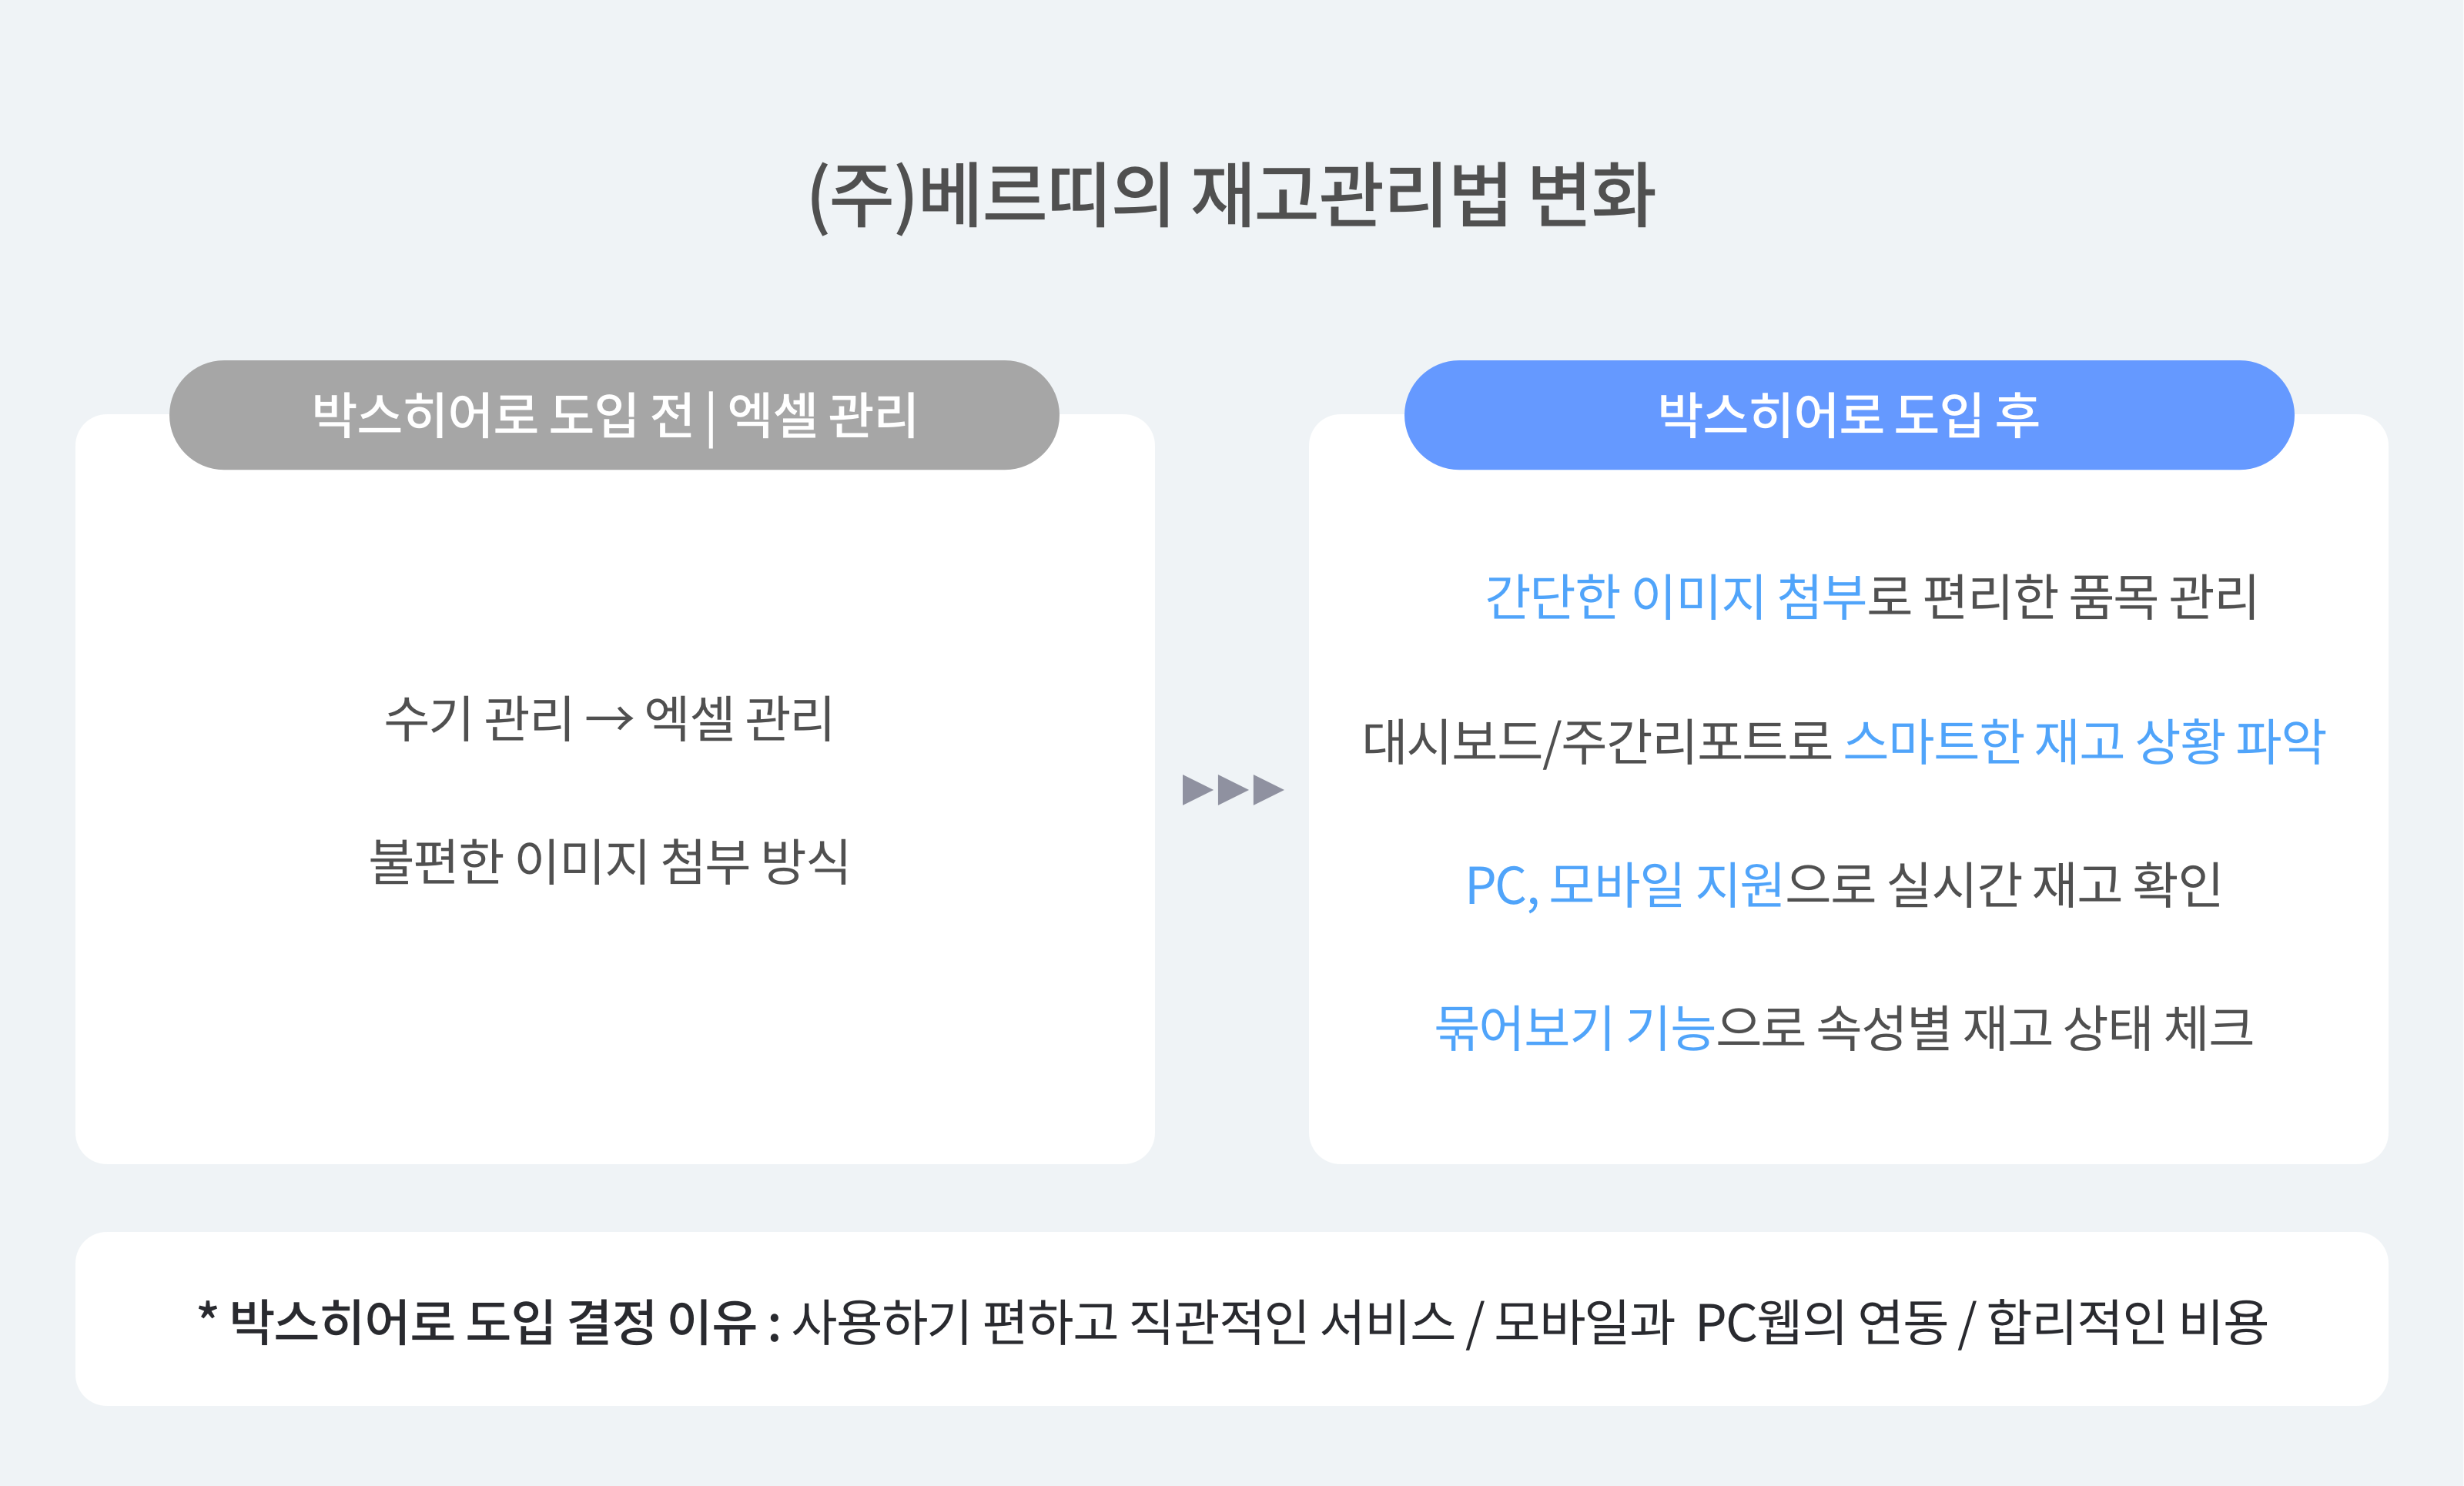 (주)베르띠의 재고관리법 변화
박스히어로 도입 전 | 엑셀 관리
수기 관리 → 엑셀 관리
불편한 이미지 첨부 방식
박스히어로 도입 후
간단한 이미지 첨부로 편리한 품목 관리
대시보드/주간리포트로 스마트한 재고 상황 파악
PC, 모바일 지원으로 실시간 재고 확인
묶어보기 기능으로 속성별 재고 상태 체크
* 박스히어로 도입 결정 이유 : 사용하기 편하고 직관적인 서비스 / 모바일과 PC웹의 연동 / 합리적인 비용